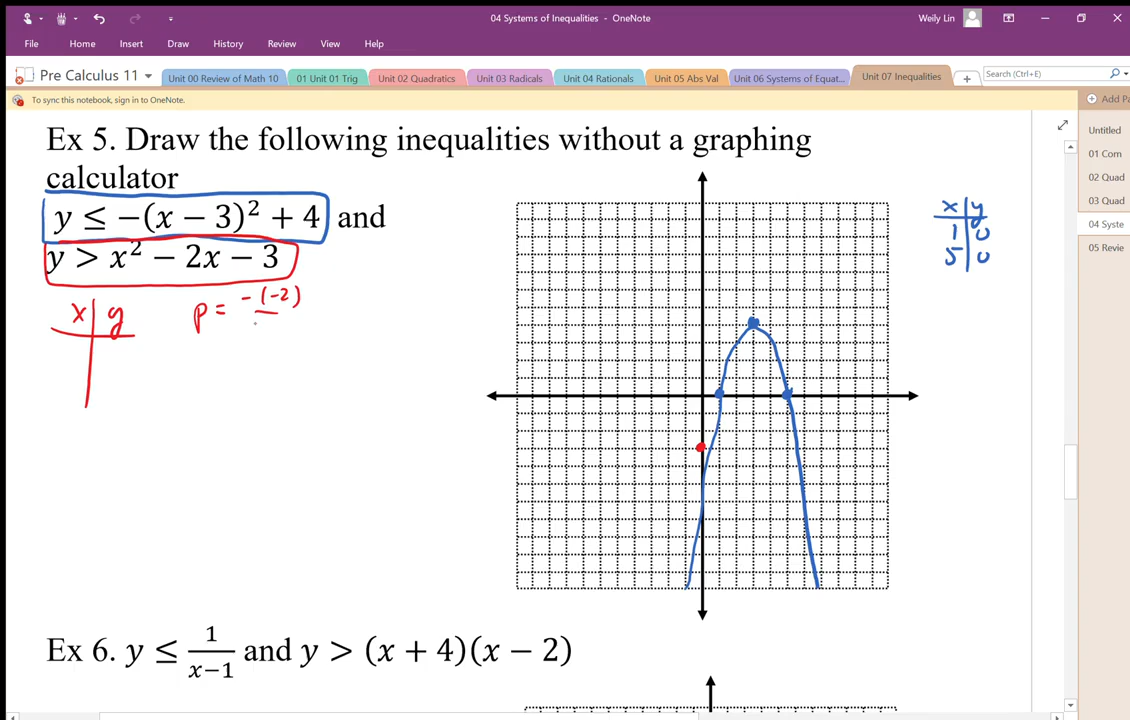 04 Systems of Inequalities - OneNote
Weily Lin
File Home Insert Draw History Review View Help
Pre Calculus 11
Unit 00 Review of Math 10
01 Unit 01 Trig
Unit 02 Quadratics
Unit 03 Radicals
Unit 04 Rationals
Unit 05 Abs Val
Unit 06 Systems of Equat...
Unit 07 Inequalities
Search (Ctrl+E)
To sync this notebook, sign in to OneNote.
Add Pa
Untitled
01 Com
02 Quad
03 Quad
04 Syste
05 Revie
Ex 5. Draw the following inequalities without a graphing
calculator
y ≤ −(x − 3)² + 4 and
y > x² − 2x − 3
x | y
p = -(-2)
x | y
1 | 0
5 | 0
Ex 6. y ≤ 1/(x−1) and y > (x + 4)(x − 2)